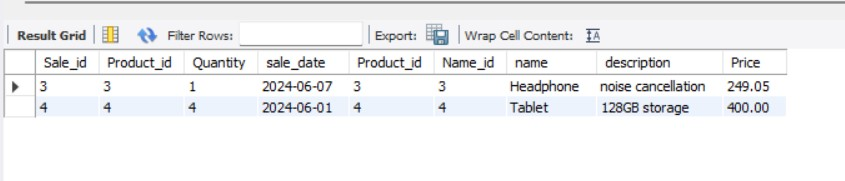 Result Grid Filter Rows: Export: Wrap Cell Content:
Sale_id Product_id Quantity sale_date Product_id Name_id name description Price
3 3 1 2024-06-07 3 3 Headphone noise cancellation 249.05
4 4 4 2024-06-01 4 4 Tablet 128GB storage 400.00